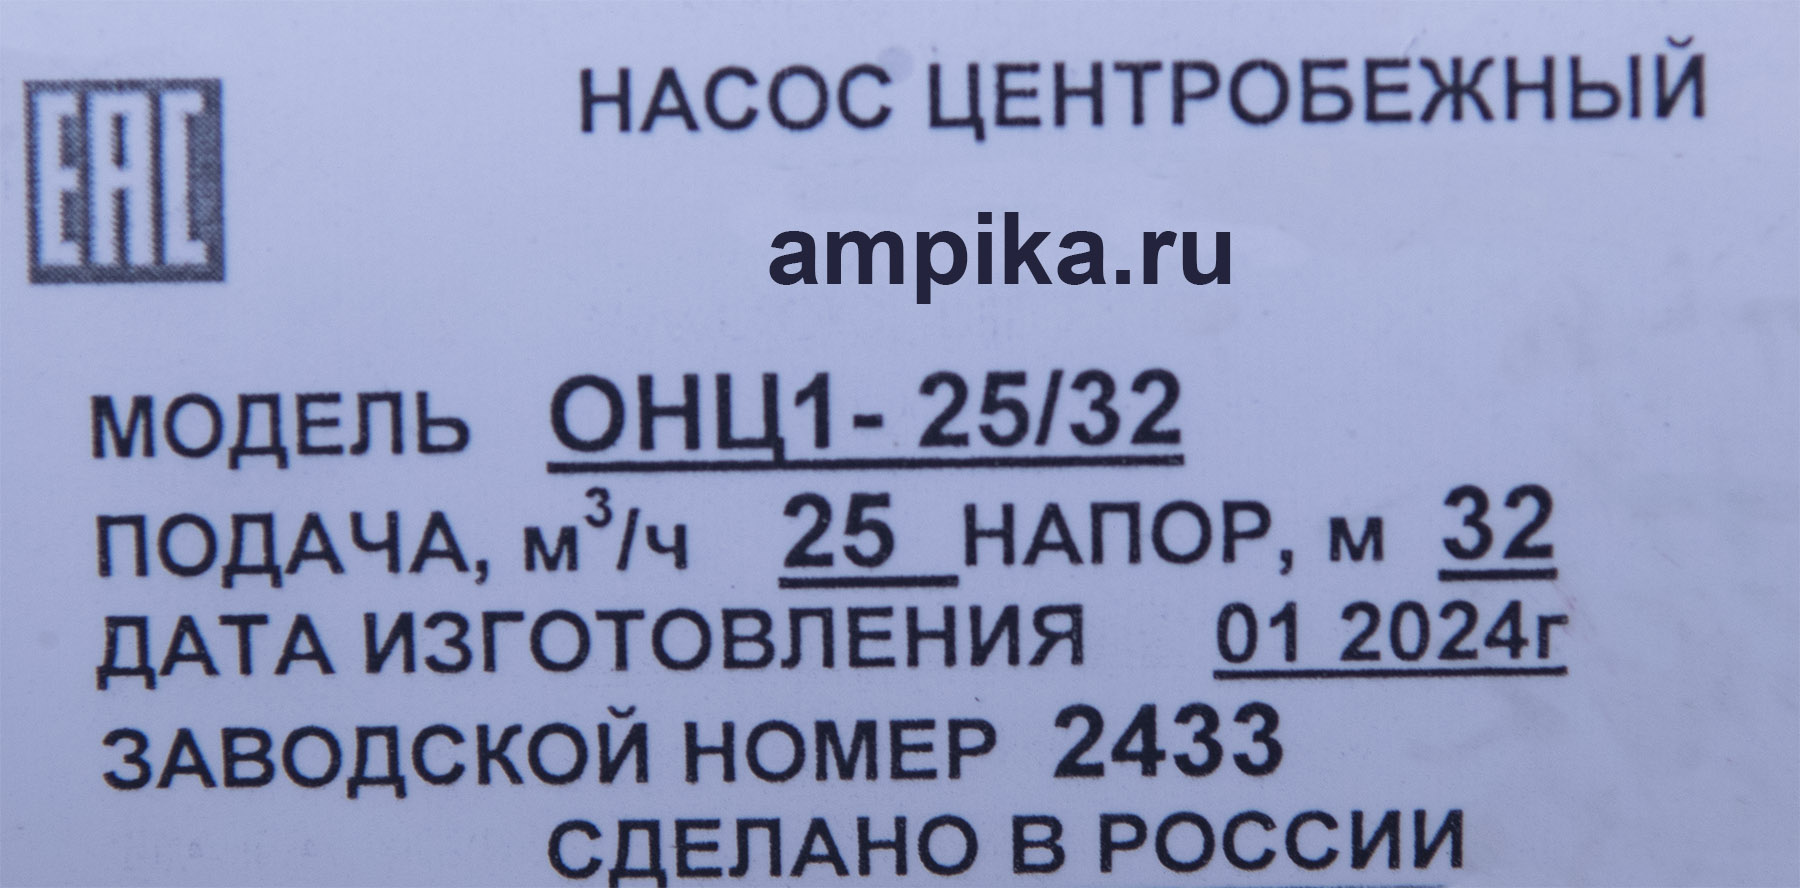 EAC
НАСОС ЦЕНТРОБЕЖНЫЙ
ampika.ru
МОДЕЛЬ ОНЦ1- 25/32
ПОДАЧА, м³/ч 25 НАПОР, м 32
ДАТА ИЗГОТОВЛЕНИЯ 01 2024г
ЗАВОДСКОЙ НОМЕР 2433
СДЕЛАНО В РОССИИ